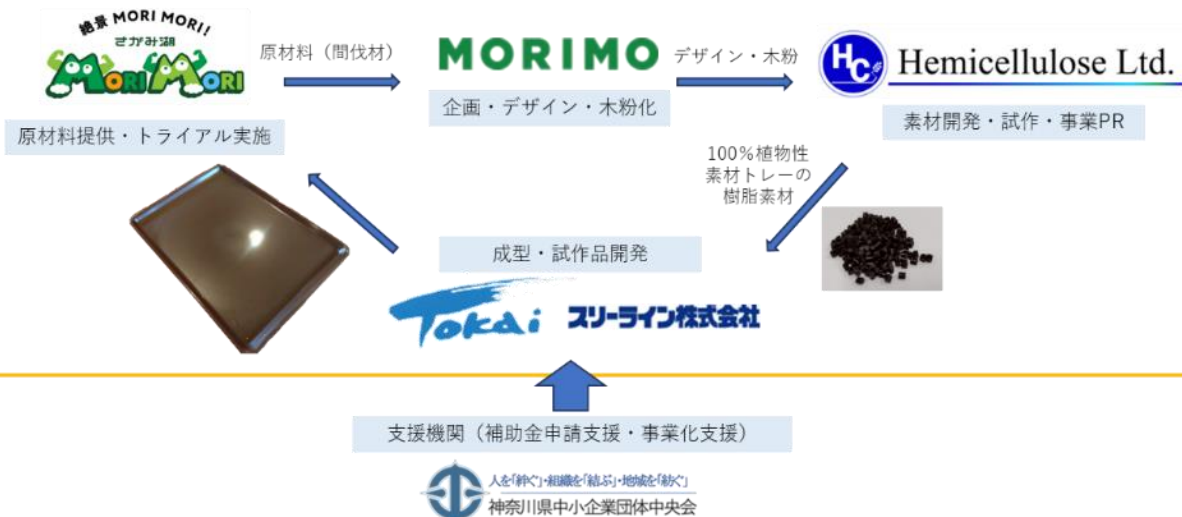 絶景 MORI MORI!
さがみ湖
MORI MORI
原材料提供・トライアル実施
原材料（間伐材）
MORIMO
企画・デザイン・木粉化
デザイン・木粉
HC
Hemicellulose Ltd.
素材開発・試作・事業PR
100%植物性
素材トレーの
樹脂素材
成型・試作品開発
Tokai
スリーライン株式会社
支援機関（補助金申請支援・事業化支援）
人を「絆ぐ」・組織を「結ぶ」・地域を「紡ぐ」
神奈川県中小企業団体中央会